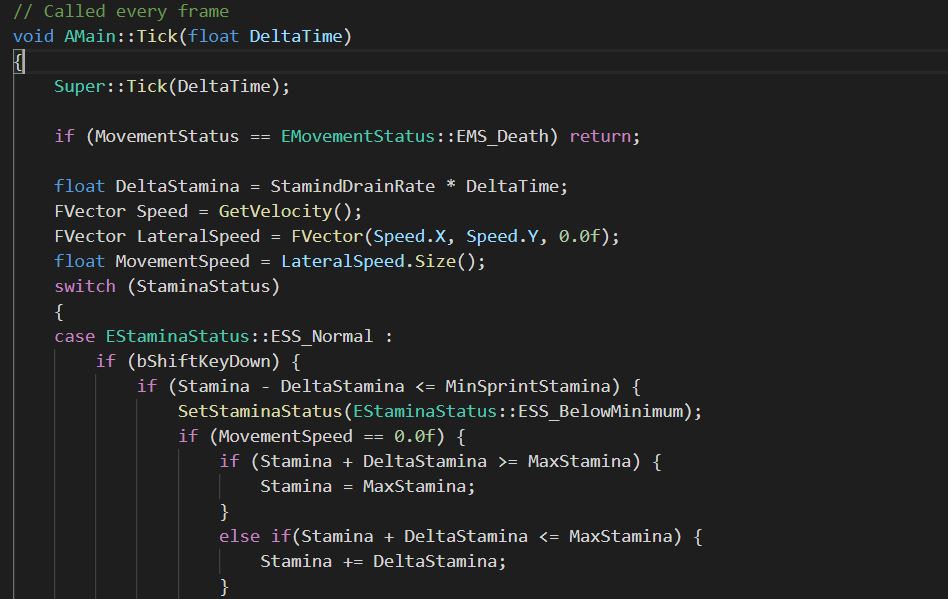 // Called every frame
void AMain::Tick(float DeltaTime)
{
Super::Tick(DeltaTime);
if (MovementStatus == EMovementStatus::EMS_Death) return;
float DeltaStamina = StamindDrainRate * DeltaTime;
FVector Speed = GetVelocity();
FVector LateralSpeed = FVector(Speed.X, Speed.Y, 0.0f);
float MovementSpeed = LateralSpeed.Size();
switch (StaminaStatus)
{
case EStaminaStatus::ESS_Normal :
if (bShiftKeyDown) {
if (Stamina - DeltaStamina <= MinSprintStamina) {
SetStaminaStatus(EStaminaStatus::ESS_BelowMinimum);
if (MovementSpeed == 0.0f) {
if (Stamina + DeltaStamina >= MaxStamina) {
Stamina = MaxStamina;
}
else if(Stamina + DeltaStamina <= MaxStamina) {
Stamina += DeltaStamina;
}